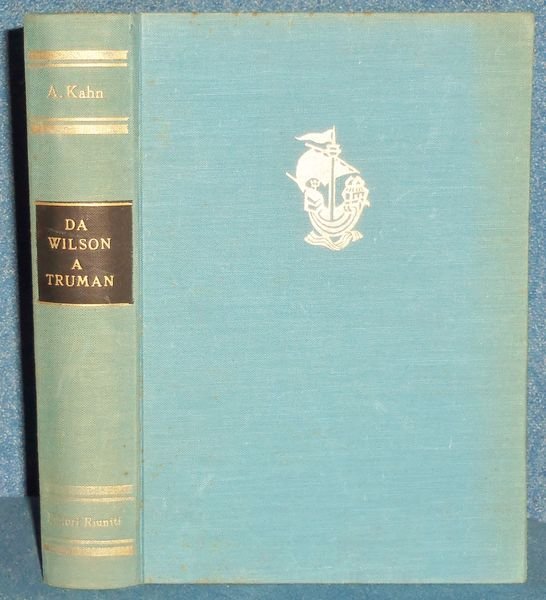 A. Kahn
DA
WILSON
A
TRUMAN
Editori Riuniti